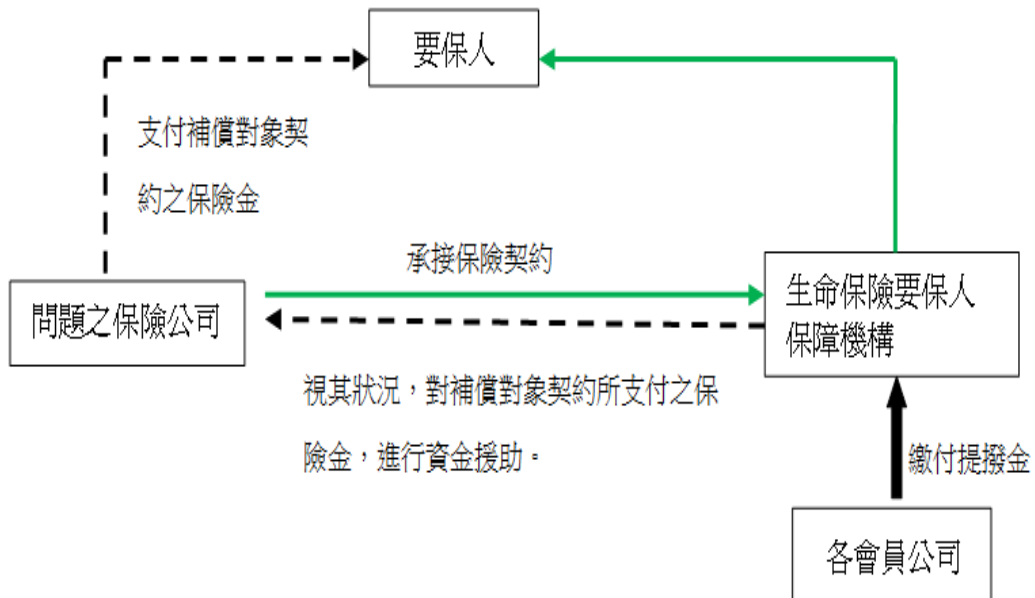 要保人
支付補償對象契
約之保險金
承接保險契約
問題之保險公司
生命保險要保人
保障機構
視其狀況，對補償對象契約所支付之保
險金，進行資金援助。
繳付提撥金
各會員公司